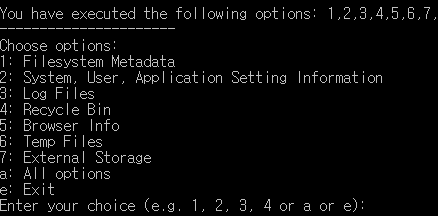 You have executed the following options: 1,2,3,4,5,6,7,
----------------------
Choose options:
1: Filesystem Metadata
2: System, User, Application Setting Information
3: Log Files
4: Recycle Bin
5: Browser Info
6: Temp Files
7: External Storage
a: All options
e: Exit
Enter your choice (e.g. 1, 2, 3, 4 or a or e):